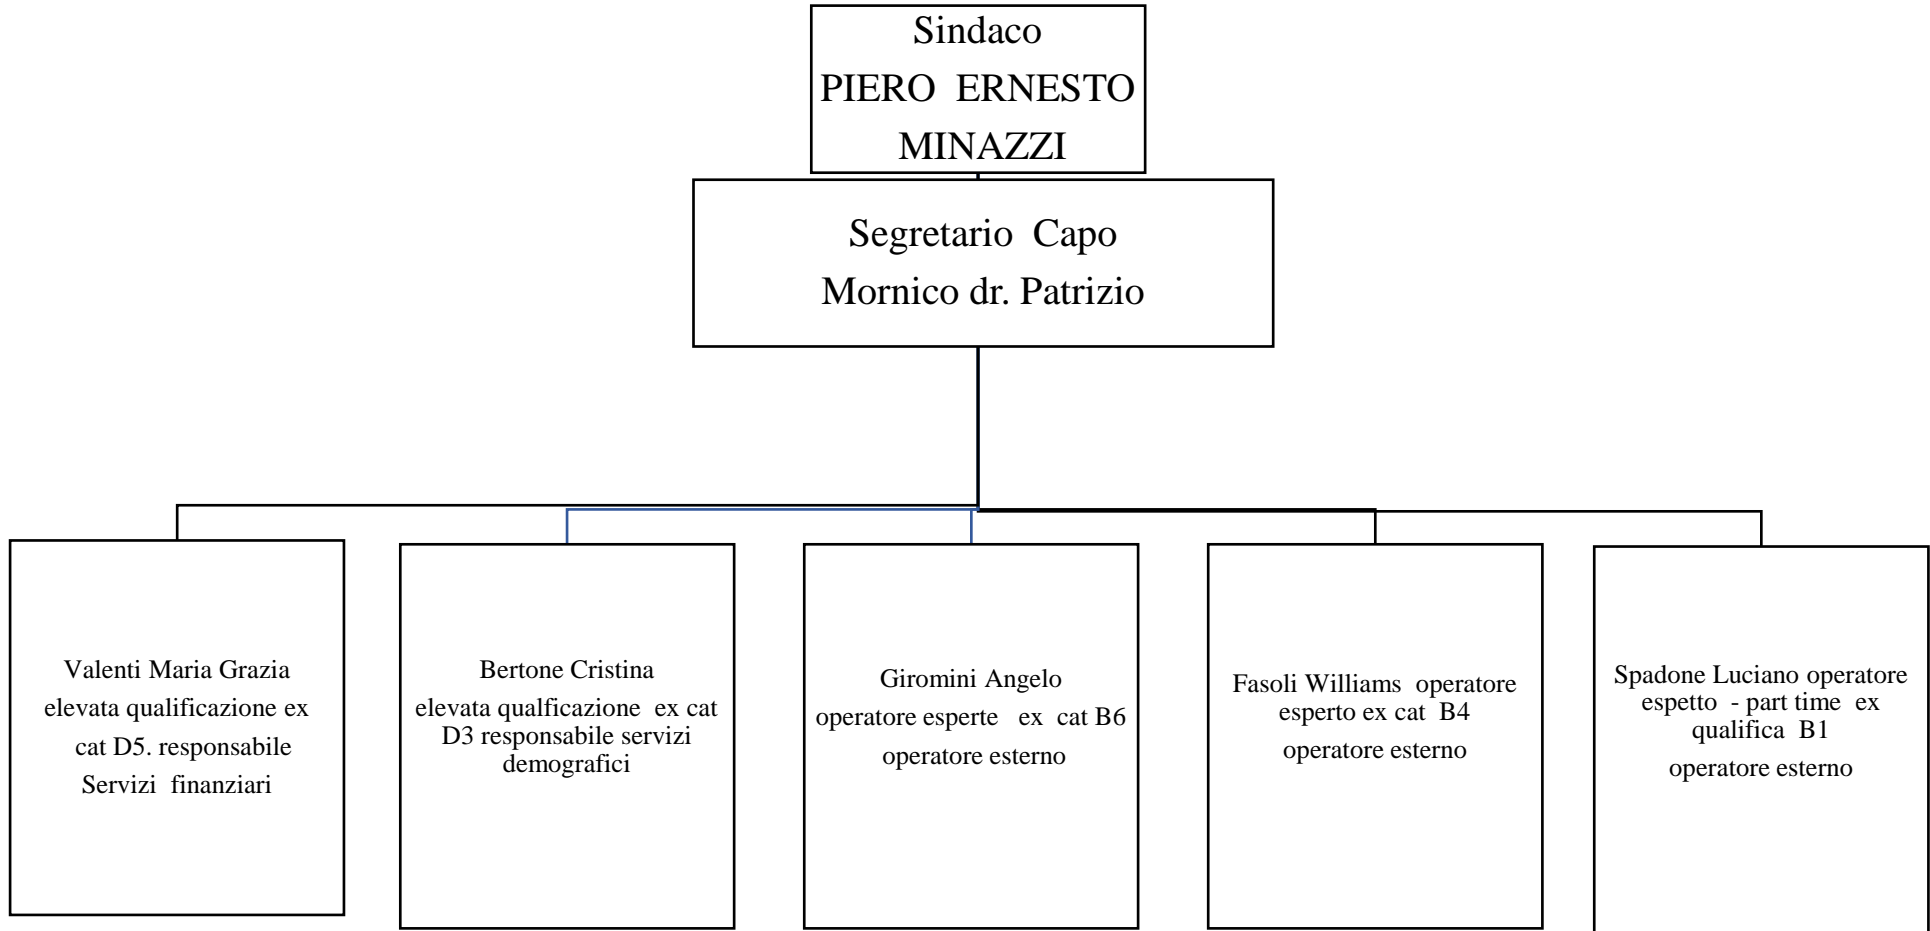 Sindaco
PIERO ERNESTO
MINAZZI
Segretario Capo
Mornico dr. Patrizio
Valenti Maria Grazia
elevata qualificazione ex
cat D5. responsabile
Servizi finanziari
Bertone Cristina
elevata qualficazione ex cat
D3 responsabile servizi
demografici
Giromini Angelo
operatore esperte ex cat B6
operatore esterno
Fasoli Williams operatore
esperto ex cat B4
operatore esterno
Spadone Luciano operatore
espetto - part time ex
qualifica B1
operatore esterno